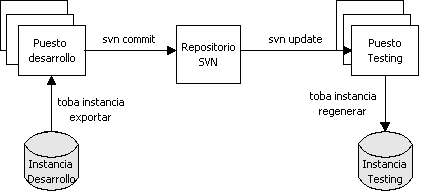 Puesto
desarrollo
svn commit
Repositorio
SVN
svn update
Puesto
Testing
toba instancia
exportar
toba instancia
regenerar
Instancia
Desarrollo
Instancia
Testing